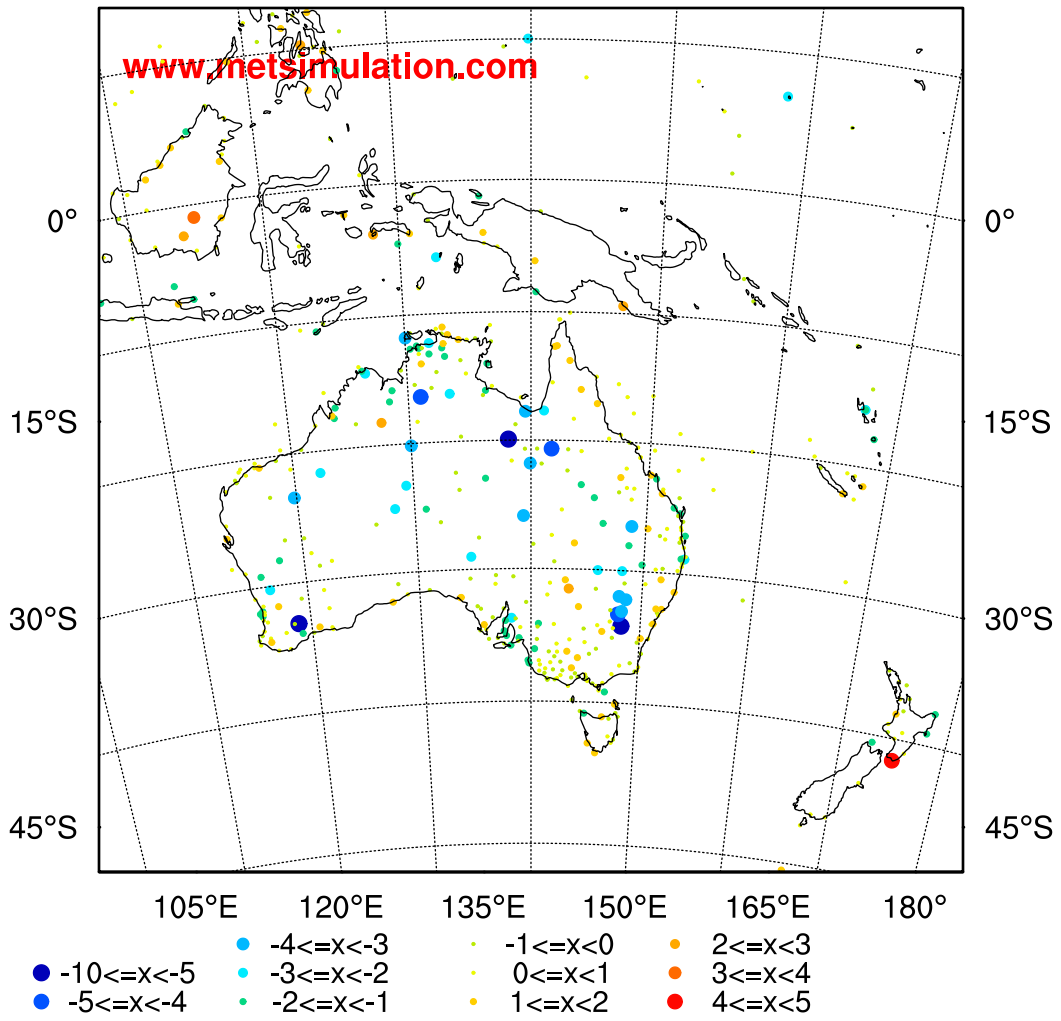 www.metsimulation.com
0° 0°
15°S 15°S
30°S 30°S
45°S 45°S
105°E 120°E 135°E 150°E 165°E 180°
-4<=x<-3 -1<=x<0 2<=x<3
-10<=x<-5 -3<=x<-2 0<=x<1 3<=x<4
-5<=x<-4 -2<=x<-1 1<=x<2 4<=x<5